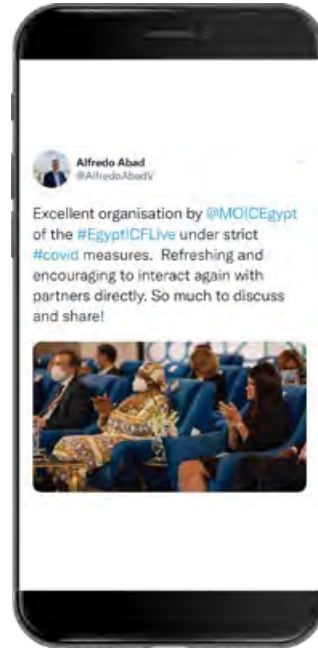 Alfredo Abad
@AlfredoAbadV
Excellent organisation by @MOICEgypt
of the #EgyptICFLive under strict
#covid measures.  Refreshing and
encouraging to interact again with
partners directly. So much to discuss
and share!